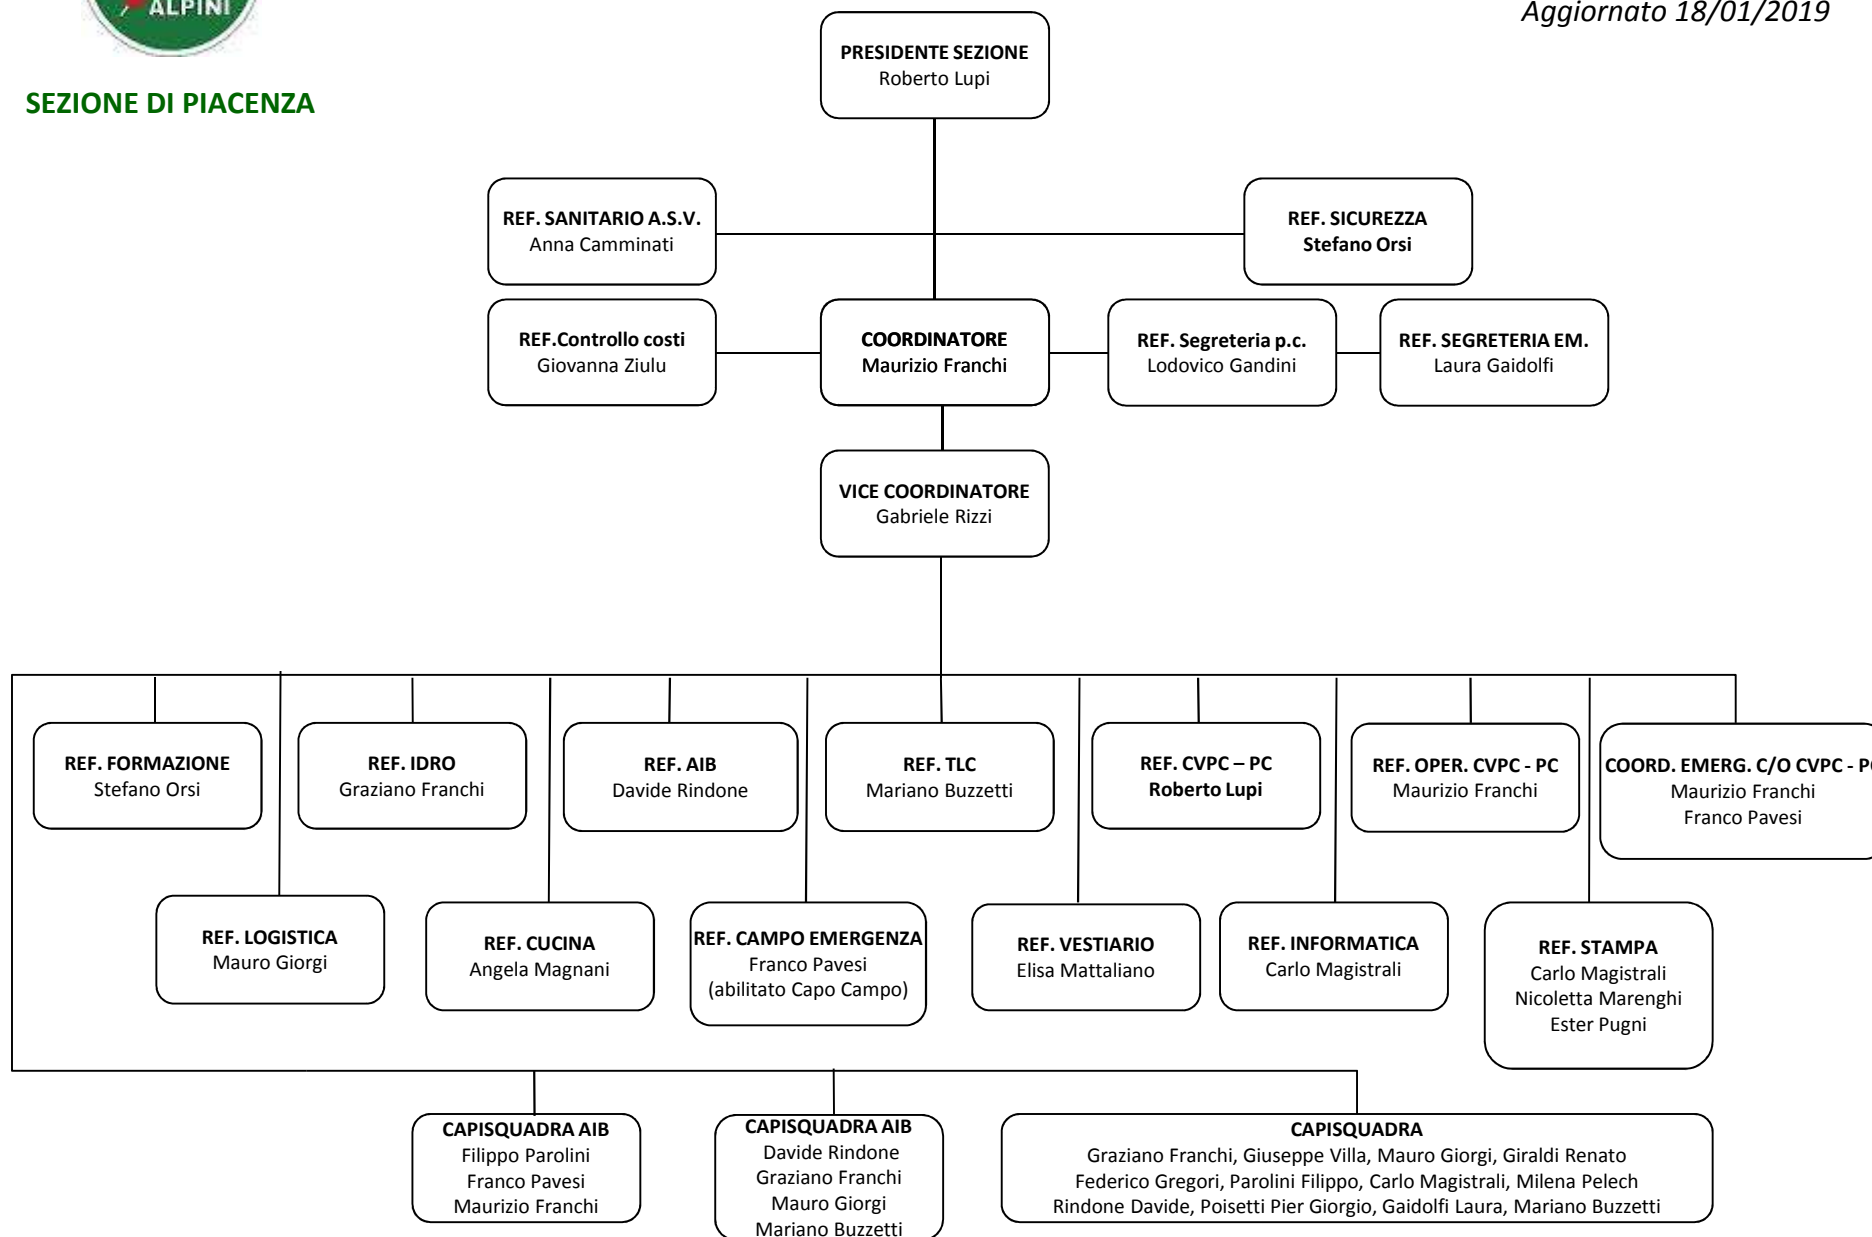 ALPINI
Aggiornato 18/01/2019
SEZIONE DI PIACENZA
PRESIDENTE SEZIONE
Roberto Lupi
REF. SANITARIO A.S.V.
Anna Camminati
REF. SICUREZZA
Stefano Orsi
REF.Controllo costi
Giovanna Ziulu
COORDINATORE
Maurizio Franchi
REF. Segreteria p.c.
Lodovico Gandini
REF. SEGRETERIA EM.
Laura Gaidolfi
VICE COORDINATORE
Gabriele Rizzi
REF. FORMAZIONE
Stefano Orsi
REF. IDRO
Graziano Franchi
REF. AIB
Davide Rindone
REF. TLC
Mariano Buzzetti
REF. CVPC – PC
Roberto Lupi
REF. OPER. CVPC - PC
Maurizio Franchi
COORD. EMERG. C/O CVPC - PC
Maurizio Franchi
Franco Pavesi
REF. LOGISTICA
Mauro Giorgi
REF. CUCINA
Angela Magnani
REF. CAMPO EMERGENZA
Franco Pavesi
(abilitato Capo Campo)
REF. VESTIARIO
Elisa Mattaliano
REF. INFORMATICA
Carlo Magistrali
REF. STAMPA
Carlo Magistrali
Nicoletta Marenghi
Ester Pugni
CAPISQUADRA AIB
Filippo Parolini
Franco Pavesi
Maurizio Franchi
CAPISQUADRA AIB
Davide Rindone
Graziano Franchi
Mauro Giorgi
Mariano Buzzetti
CAPISQUADRA
Graziano Franchi, Giuseppe Villa, Mauro Giorgi, Giraldi Renato
Federico Gregori, Parolini Filippo, Carlo Magistrali, Milena Pelech
Rindone Davide, Poisetti Pier Giorgio, Gaidolfi Laura, Mariano Buzzetti